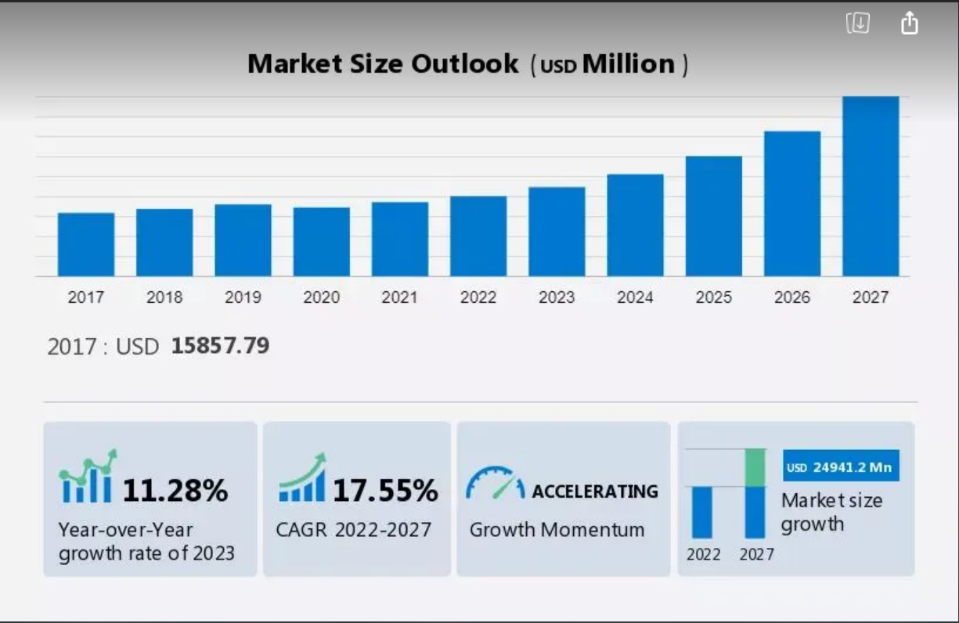 Market Size Outlook ( USD Million )
2017 2018 2019 2020 2021 2022 2023 2024 2025 2026 2027
2017 : USD 15857.79
11.28%
Year-over-Year
growth rate of 2023
17.55%
CAGR 2022-2027
ACCELERATING
Growth Momentum
USD 24941.2 Mn
Market size
growth
2022 2027